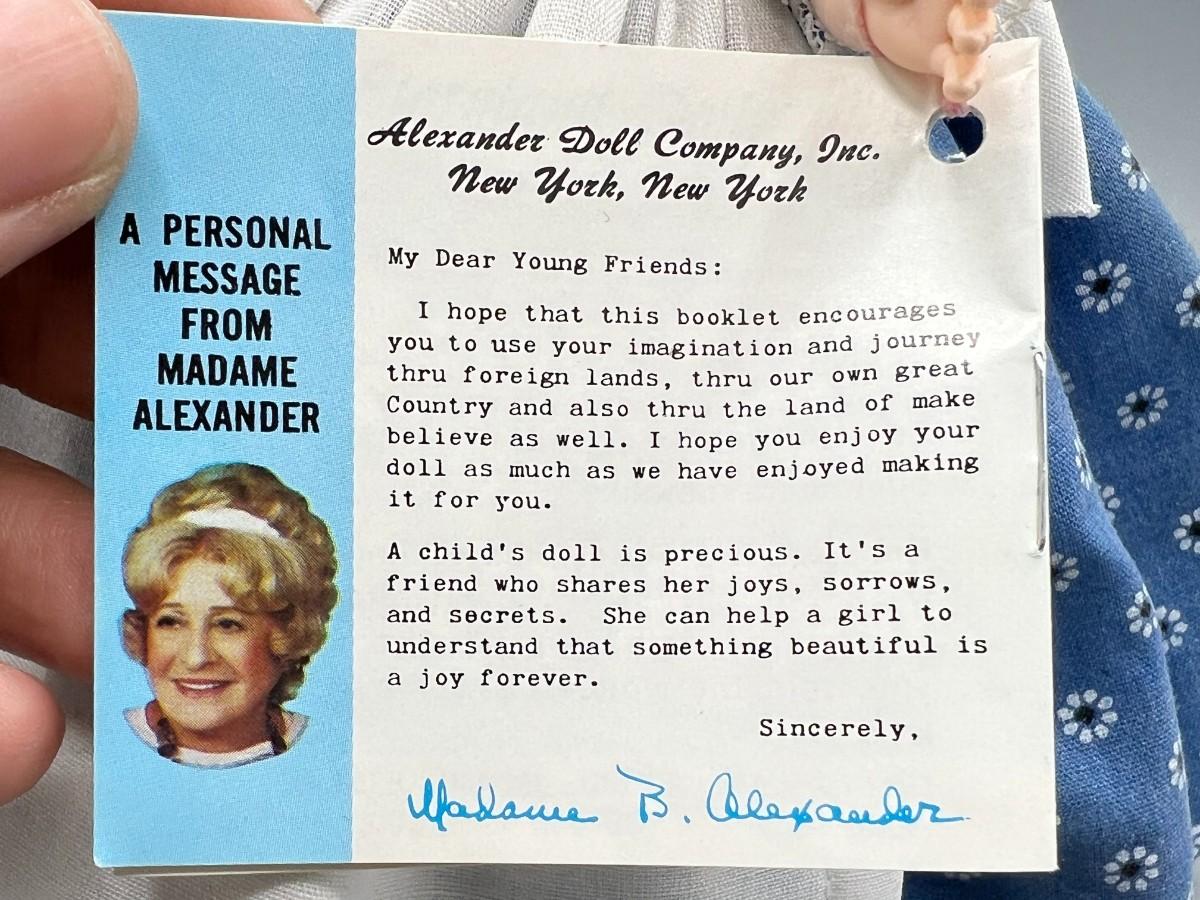 A PERSONAL
MESSAGE
FROM
MADAME
ALEXANDER
Alexander Doll Company, Inc.
New York, New York
My Dear Young Friends:
I hope that this booklet encourages
you to use your imagination and journey
thru foreign lands, thru our own great
Country and also thru the land of make
believe as well. I hope you enjoy your
doll as much as we have enjoyed making
it for you.
A child's doll is precious. It's a
friend who shares her joys, sorrows,
and secrets. She can help a girl to
understand that something beautiful is
a joy forever.
Sincerely,
Madame B. Alexander